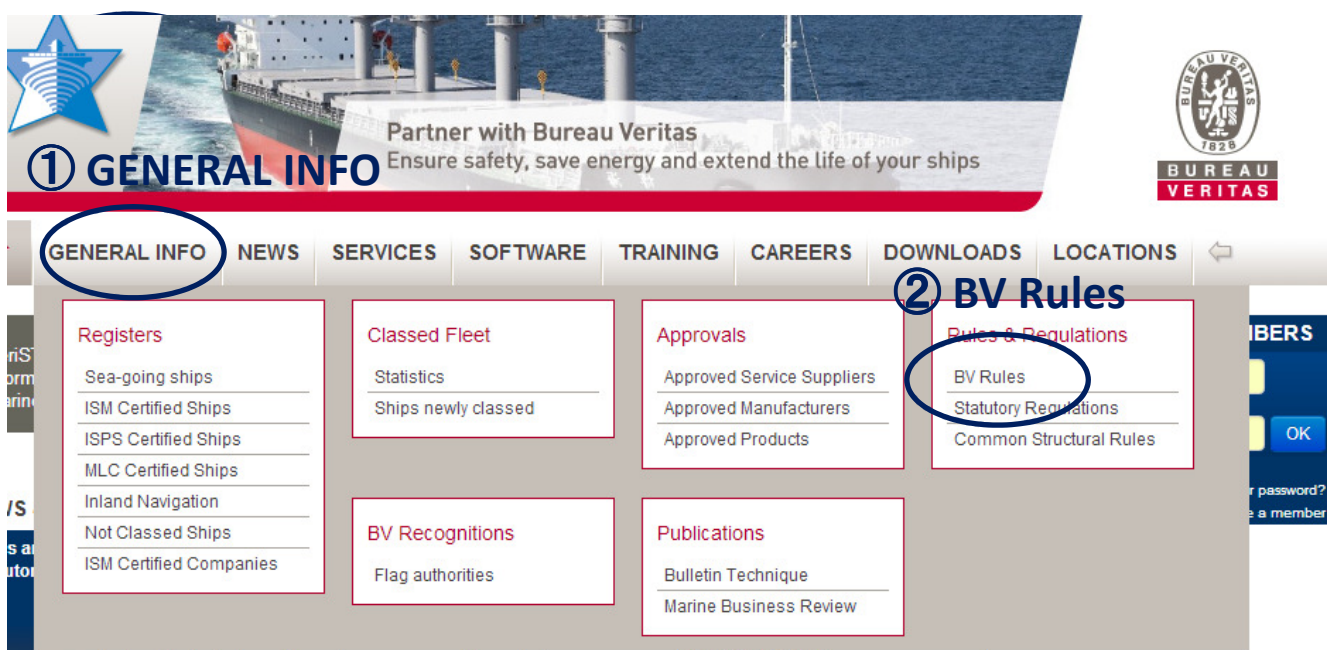 Partner with Bureau Veritas
① GENERAL INFO
Ensure safety, save energy and extend the life of your ships
BUREAU VERITAS
1828
BUREAU
VERITAS
GENERAL INFO NEWS SERVICES SOFTWARE TRAINING CAREERS DOWNLOADS LOCATIONS
② BV Rules
Registers
Sea-going ships
ISM Certified Ships
ISPS Certified Ships
MLC Certified Ships
Inland Navigation
Not Classed Ships
ISM Certified Companies
Classed Fleet
Statistics
Ships newly classed
BV Recognitions
Flag authorities
Approvals
Approved Service Suppliers
Approved Manufacturers
Approved Products
Publications
Bulletin Technique
Marine Business Review
Rules & Regulations
BV Rules
Statutory Regulations
Common Structural Rules
OK
password?
a member